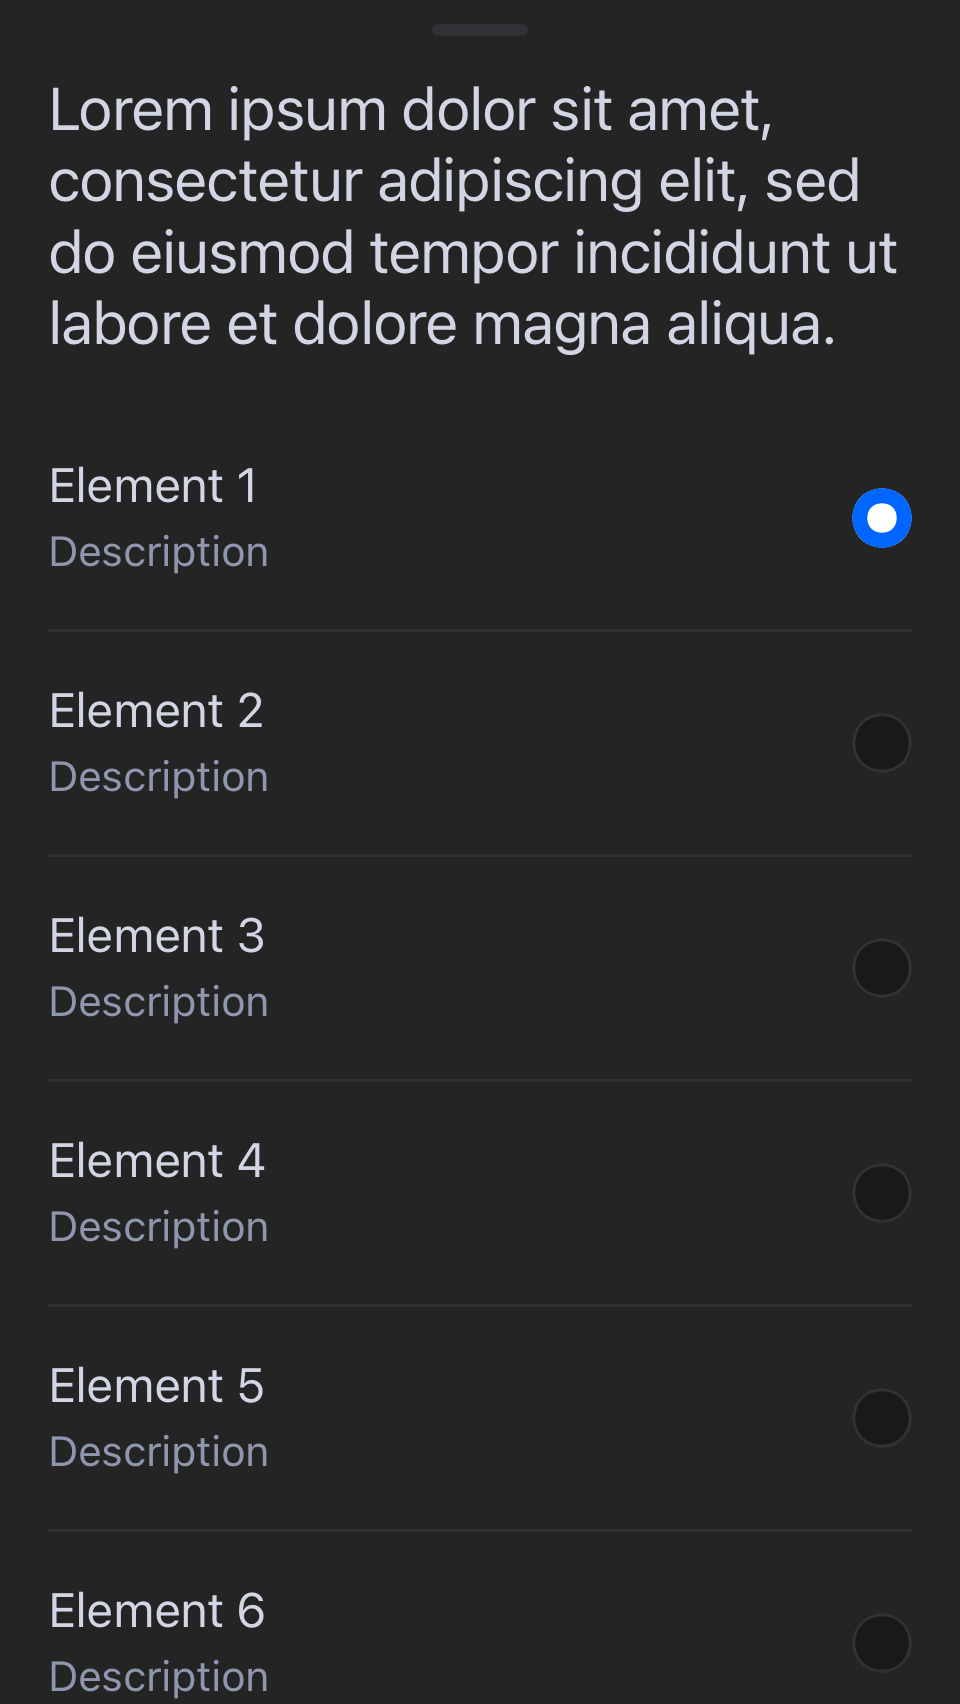 Lorem ipsum dolor sit amet,
consectetur adipiscing elit, sed
do eiusmod tempor incididunt ut
labore et dolore magna aliqua.
Element 1
Description
Element 2
Description
Element 3
Description
Element 4
Description
Element 5
Description
Element 6
Description